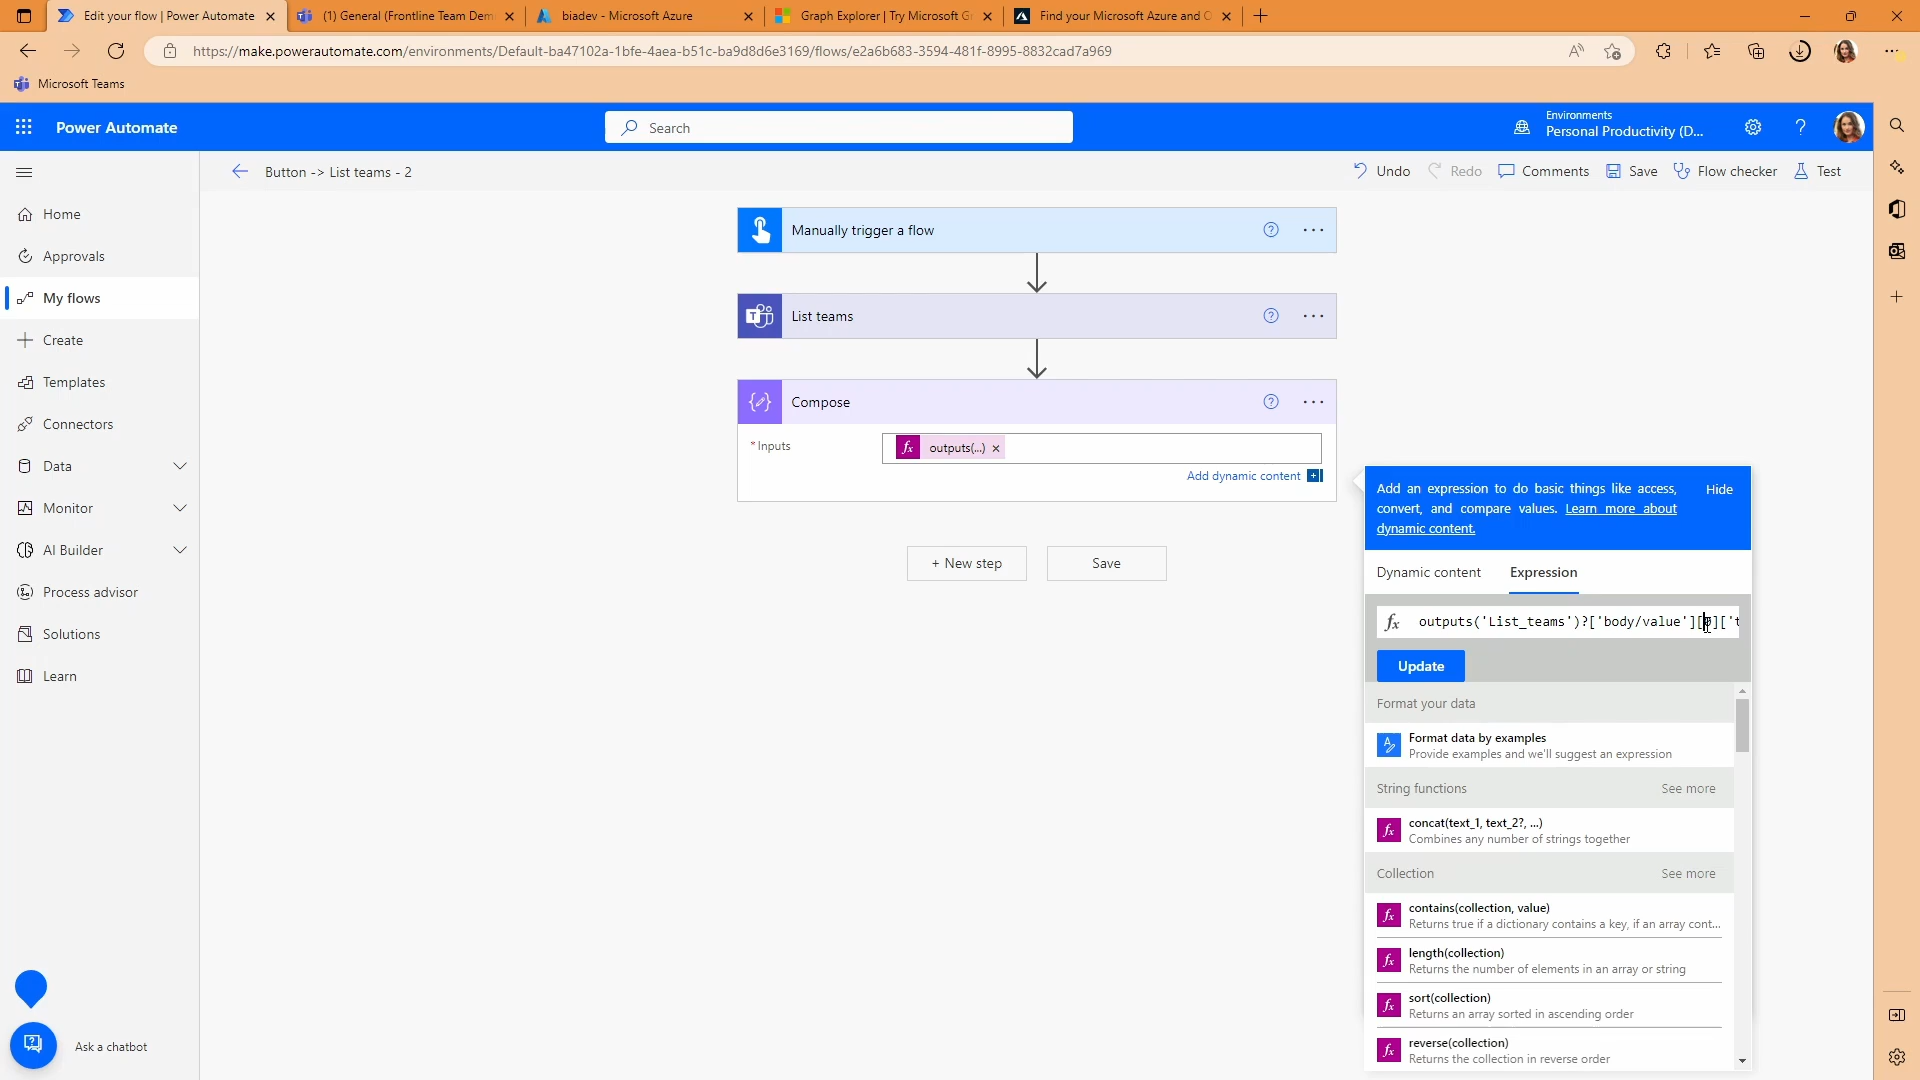 Edit your flow | Power Automate
(1) General (Frontline Team Dem
biadev - Microsoft Azure
Graph Explorer | Try Microsoft G
Find your Microsoft Azure and O
https://make.powerautomate.com/environments/Default-ba47102a-1bfe-4aea-b51c-ba9d8d6e3169/flows/e2a6b683-3594-481f-8995-8832cad7a969
Microsoft Teams
Power Automate
Search
Environments
Personal Productivity (D...
Button -> List teams - 2
Undo
Redo
Comments
Save
Flow checker
Test
Home
Approvals
My flows
Create
Templates
Connectors
Data
Monitor
AI Builder
Process advisor
Solutions
Learn
Ask a chatbot
Manually trigger a flow
List teams
Compose
* Inputs
outputs(...)
Add dynamic content
+ New step
Save
Add an expression to do basic things like access,
convert, and compare values. Learn more about
dynamic content.
Hide
Dynamic content
Expression
fx outputs('List_teams')?['body/value'][0]['t
Update
Format your data
Format data by examples
Provide examples and we'll suggest an expression
String functions
See more
concat(text_1, text_2?, ...)
Combines any number of strings together
Collection
See more
contains(collection, value)
Returns true if a dictionary contains a key, if an array cont...
length(collection)
Returns the number of elements in an array or string
sort(collection)
Returns an array sorted in ascending order
reverse(collection)
Returns the collection in reverse order